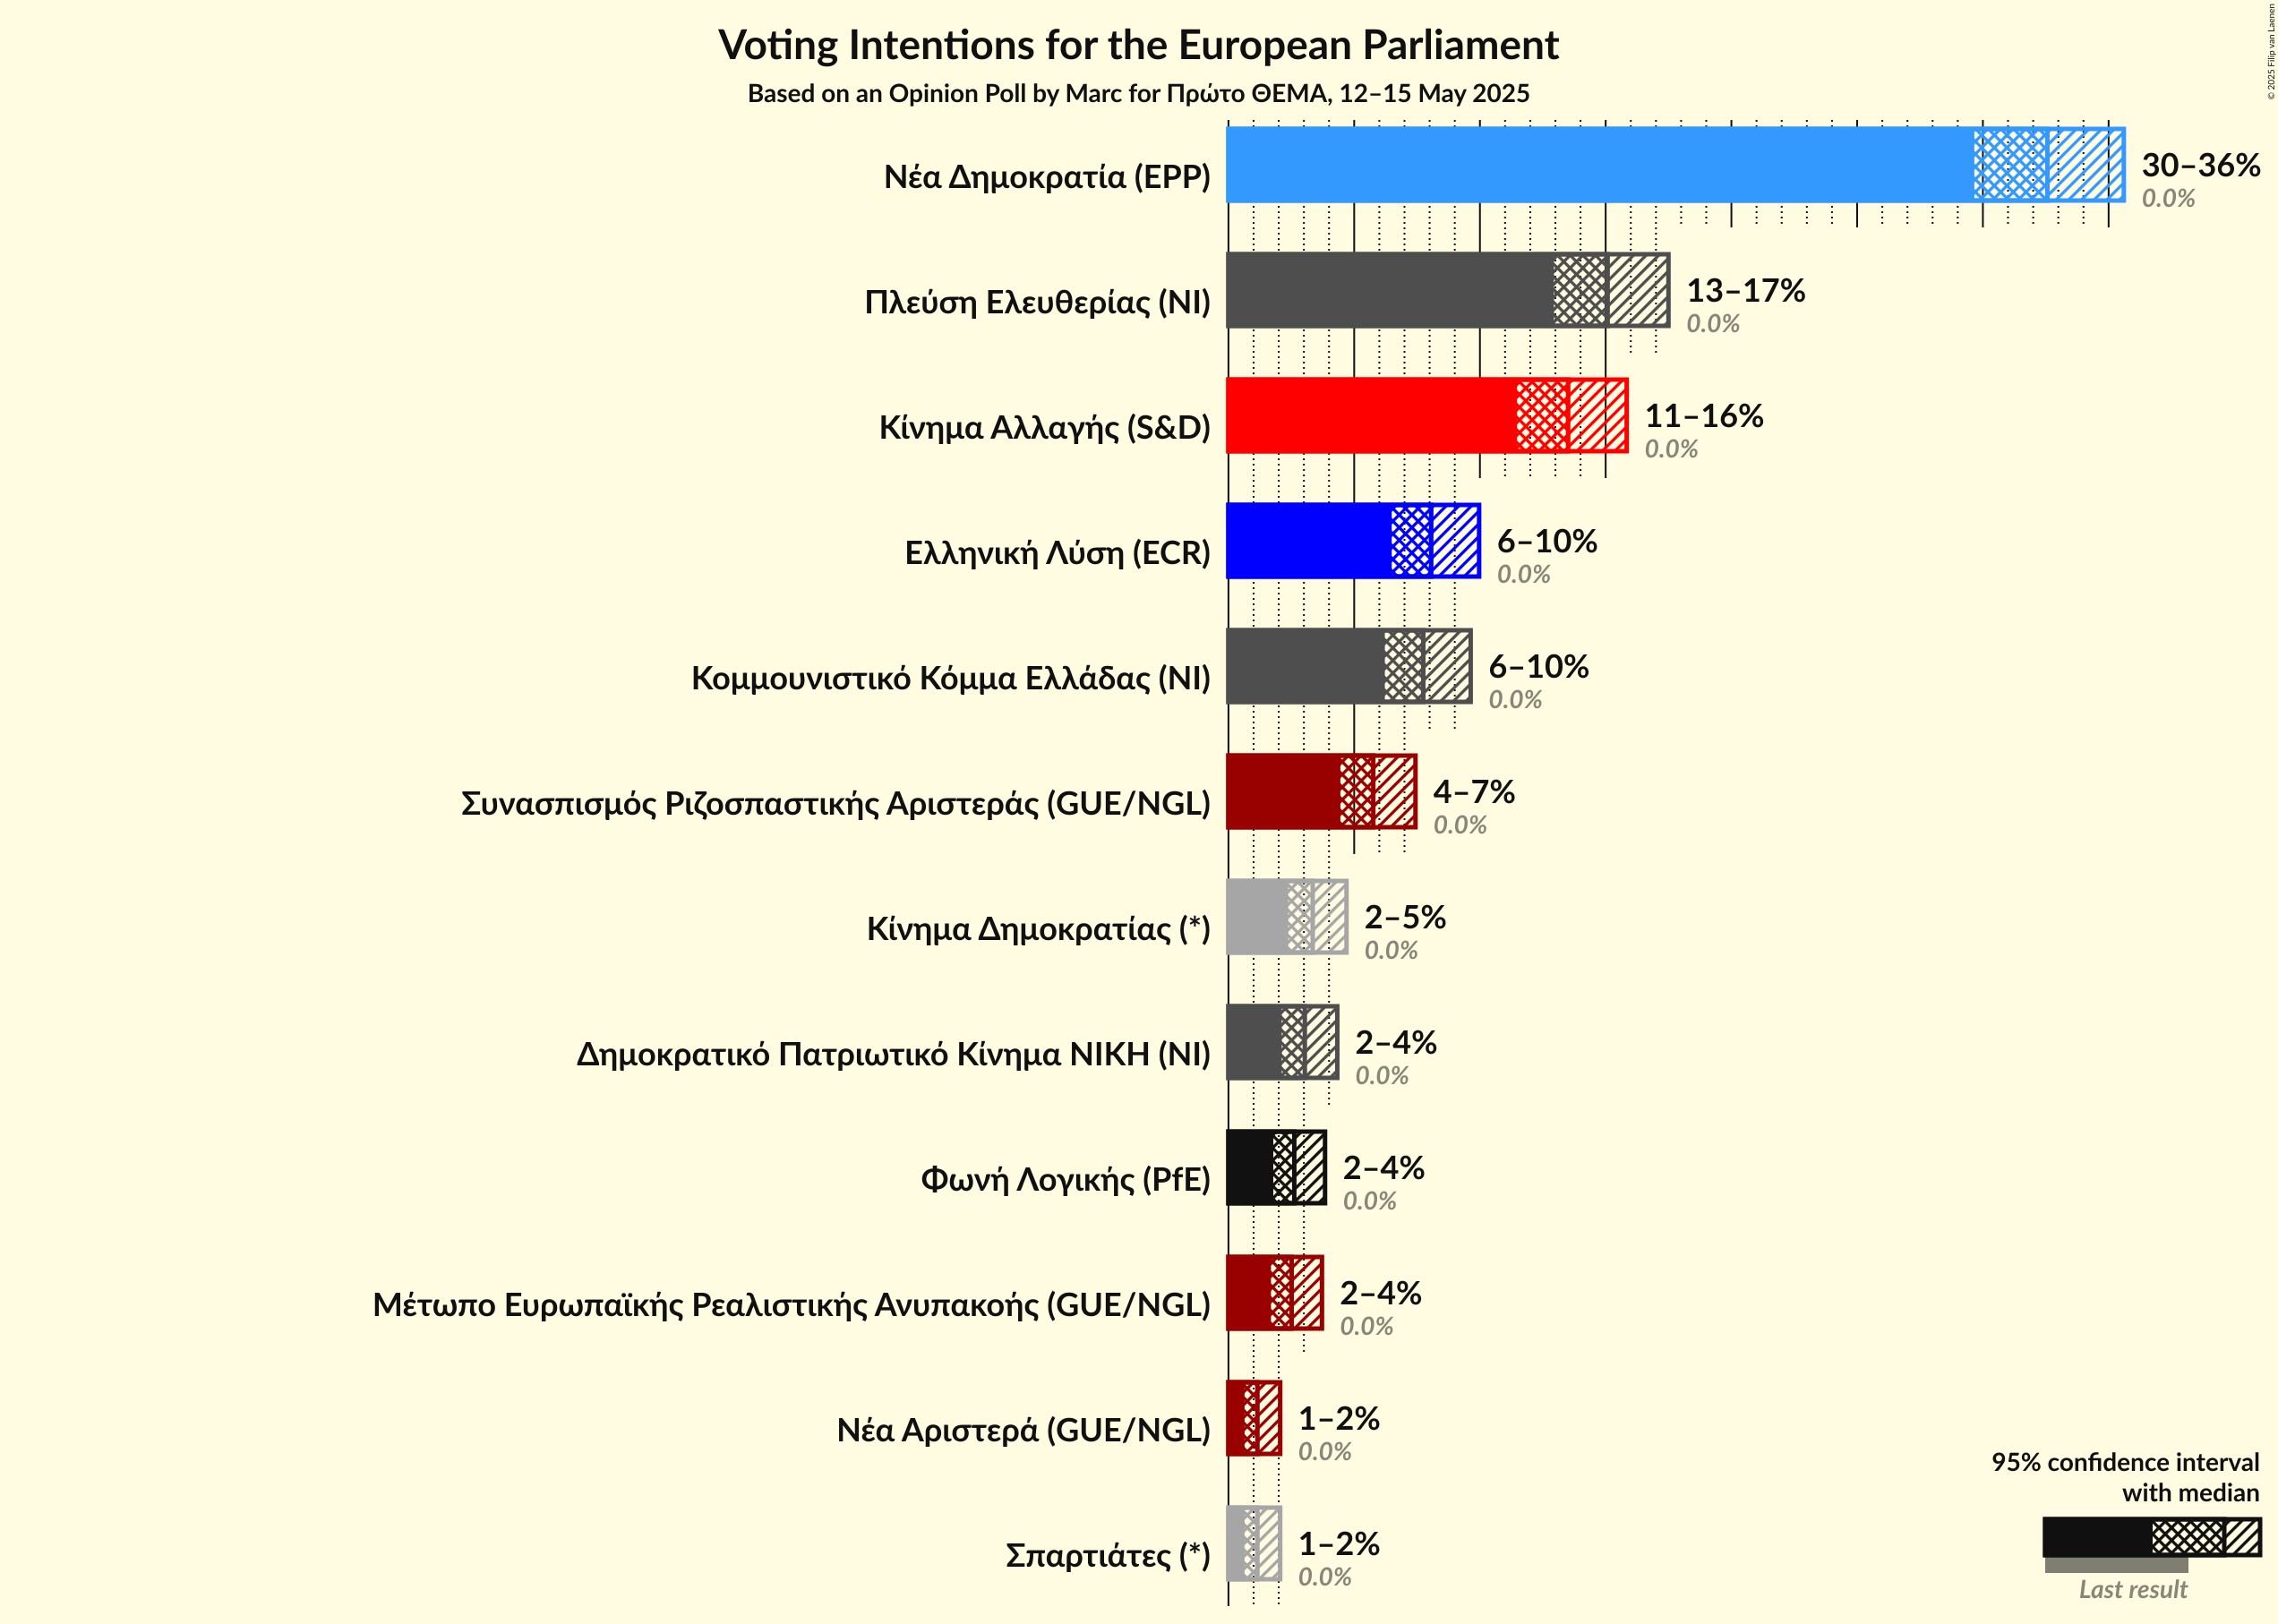 Voting Intentions for the European Parliament
Based on an Opinion Poll by Marc for Πρώτο ΘΕΜΑ, 12–15 May 2025
© 2025 Filip van Laenen
Νέα Δημοκρατία (EPP)
30–36%
0.0%
Πλεύση Ελευθερίας (NI)
13–17%
0.0%
Κίνημα Αλλαγής (S&D)
11–16%
0.0%
Ελληνική Λύση (ECR)
6–10%
0.0%
Κομμουνιστικό Κόμμα Ελλάδας (NI)
6–10%
0.0%
Συνασπισμός Ριζοσπαστικής Αριστεράς (GUE/NGL)
4–7%
0.0%
Κίνημα Δημοκρατίας (*)
2–5%
0.0%
Δημοκρατικό Πατριωτικό Κίνημα ΝΙΚΗ (NI)
2–4%
0.0%
Φωνή Λογικής (PfE)
2–4%
0.0%
Μέτωπο Ευρωπαϊκής Ρεαλιστικής Ανυπακοής (GUE/NGL)
2–4%
0.0%
Νέα Αριστερά (GUE/NGL)
1–2%
0.0%
Σπαρτιάτες (*)
1–2%
0.0%
95% confidence interval
with median
Last result